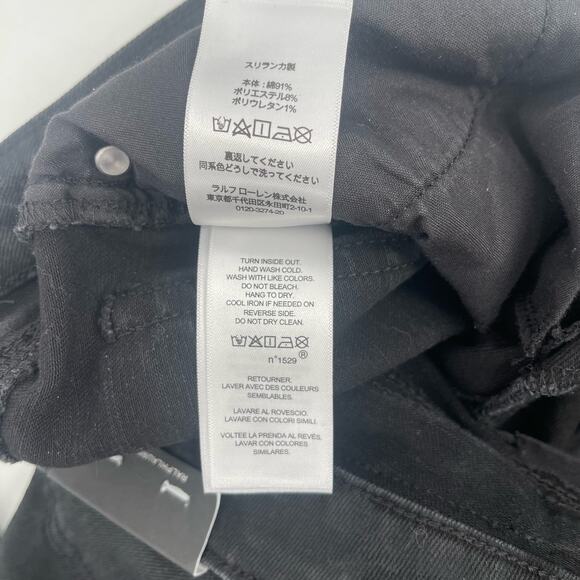 スリランカ製
本体：綿91%
ポリエステル8%
ポリウレタン1%
裏返してください
同系色どうしで洗ってください
ラルフ ローレン株式会社
東京都千代田区永田町2-10-1
0120-3274-20
TURN INSIDE OUT.
HAND WASH COLD.
WASH WITH LIKE COLORS.
DO NOT BLEACH.
HANG TO DRY.
COOL IRON IF NEEDED ON
REVERSE SIDE.
DO NOT DRY CLEAN.
®
n°1529
RETOURNER.
LAVER AVEC DES COULEURS
SEMBLABLES.
LAVARE AL ROVESCIO.
LAVARE CON COLORI SIMILI.
VOLTEE LA PRENDA AL REVÉS,
LAVAR CON COLORES
SIMILARES.